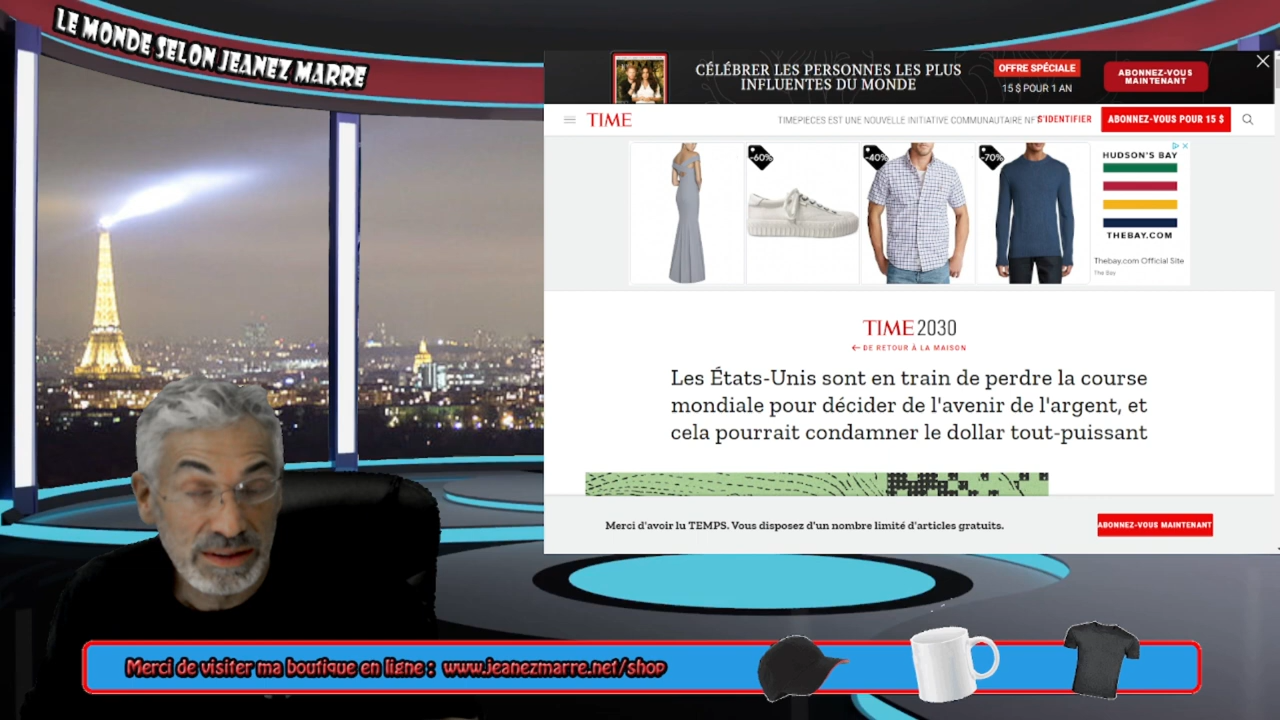 LE MONDE SELON JEANEZ MARRE
CÉLÉBRER LES PERSONNES LES PLUS
INFLUENTES DU MONDE
OFFRE SPÉCIALE
15 $ POUR 1 AN
ABONNEZ-VOUS
MAINTENANT
TIME
TIMEPIECES EST UNE NOUVELLE INITIATIVE COMMUNAUTAIRE NF
S'IDENTIFIER
ABONNEZ-VOUS POUR 15 $
-60%
-40%
-70%
HUDSON'S BAY
THEBAY.COM
Thebay.com Official Site
The Bay
TIME 2030
← DE RETOUR À LA MAISON
Les États-Unis sont en train de perdre la course
mondiale pour décider de l'avenir de l'argent, et
cela pourrait condamner le dollar tout-puissant
Merci d'avoir lu TEMPS. Vous disposez d'un nombre limité d'articles gratuits.
ABONNEZ-VOUS MAINTENANT
Merci de visiter ma boutique en ligne : www.jeanezmarre.net/shop